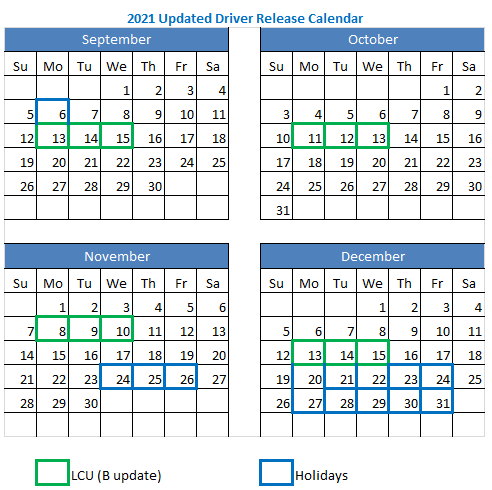 2021 Updated Driver Release Calendar
September October
Su Mo Tu We Th Fr Sa Su Mo Tu We Th Fr Sa
1 2 3 4 1 2
5 6 7 8 9 10 11 3 4 5 6 7 8 9
12 13 14 15 16 17 18 10 11 12 13 14 15 16
19 20 21 22 23 24 25 17 18 19 20 21 22 23
26 27 28 29 30 24 25 26 27 28 29 30
31
November December
Su Mo Tu We Th Fr Sa Su Mo Tu We Th Fr Sa
1 2 3 4 5 6 1 2 3 4
7 8 9 10 11 12 13 5 6 7 8 9 10 11
14 15 16 17 18 19 20 12 13 14 15 16 17 18
21 22 23 24 25 26 27 19 20 21 22 23 24 25
28 29 30 26 27 28 29 30 31
LCU (B update) Holidays